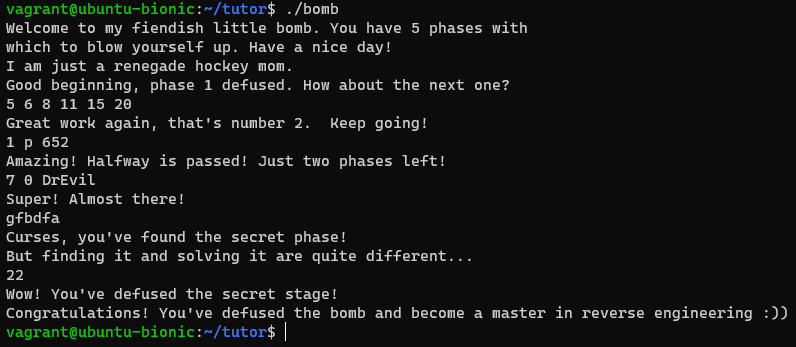 vagrant@ubuntu-bionic:~/tutor$ ./bomb
Welcome to my fiendish little bomb. You have 5 phases with
which to blow yourself up. Have a nice day!
I am just a renegade hockey mom.
Good beginning, phase 1 defused. How about the next one?
5 6 8 11 15 20
Great work again, that's number 2.  Keep going!
1 p 652
Amazing! Halfway is passed! Just two phases left!
7 0 DrEvil
Super! Almost there!
gfbdfa
Curses, you've found the secret phase!
But finding it and solving it are quite different...
22
Wow! You've defused the secret stage!
Congratulations! You've defused the bomb and become a master in reverse engineering :))
vagrant@ubuntu-bionic:~/tutor$